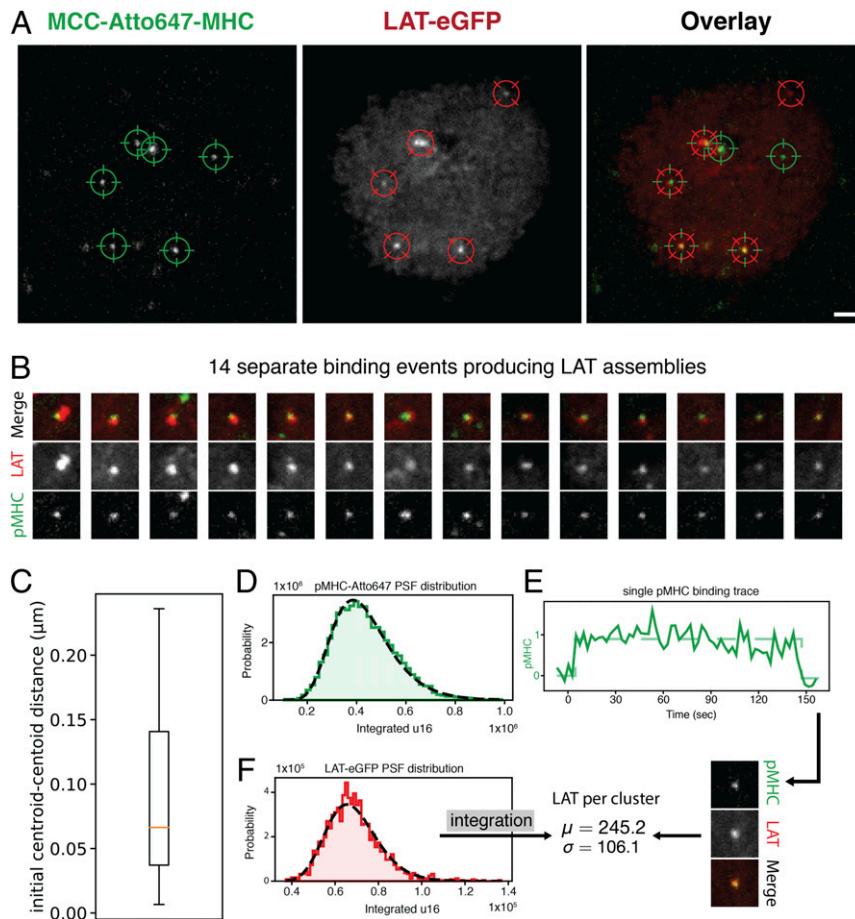 A
MCC-Atto647-MHC
LAT-eGFP
Overlay
B
14 separate binding events producing LAT assemblies
Merge
LAT
pMHC
C
initial centroid-centoid distance (µm)
0.20
0.15
0.10
0.05
0.00
D
1x10⁶
pMHC-Atto647 PSF distribution
Probability
2
0
0.2
0.4
0.6
0.8
1.0
Integrated u16
1x10⁶
E
single pMHC binding trace
pMHC
1
0
0
30
60
90
120
150
Time (sec)
F
1x10⁵
LAT-eGFP PSF distribution
Probability
4
2
0
0.4
0.6
0.8
1.0
1.2
1.4
Integrated u16
1x10⁵
integration
LAT per cluster
μ = 245.2
σ = 106.1
pMHC
LAT
Merge